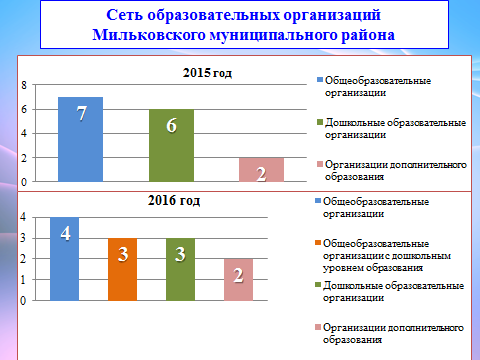 Сеть образовательных организаций
Мильковского муниципального района
2015 год
8
6
4
2
0
7
6
2
Общеобразовательные
организации
Дошкольные образовательные
организации
Организации дополнительного
образования
2016 год
4
3
2
1
0
4
3
3
2
Общеобразовательные
организации
Общеобразовательные
организации с дошкольным
уровнем образования
Дошкольные образовательные
организации
Организации дополнительного
образования